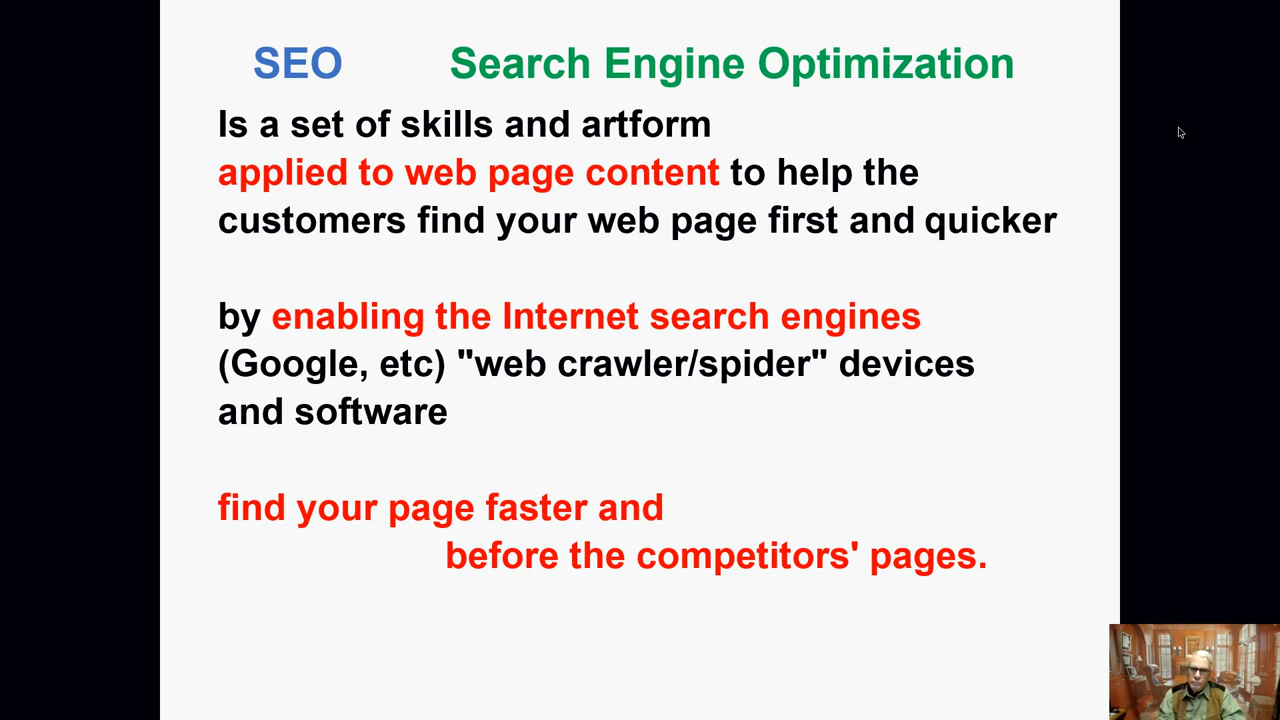 SEO Search Engine Optimization
Is a set of skills and artform
applied to web page content to help the
customers find your web page first and quicker
by enabling the Internet search engines
(Google, etc) "web crawler/spider" devices
and software
find your page faster and
before the competitors' pages.